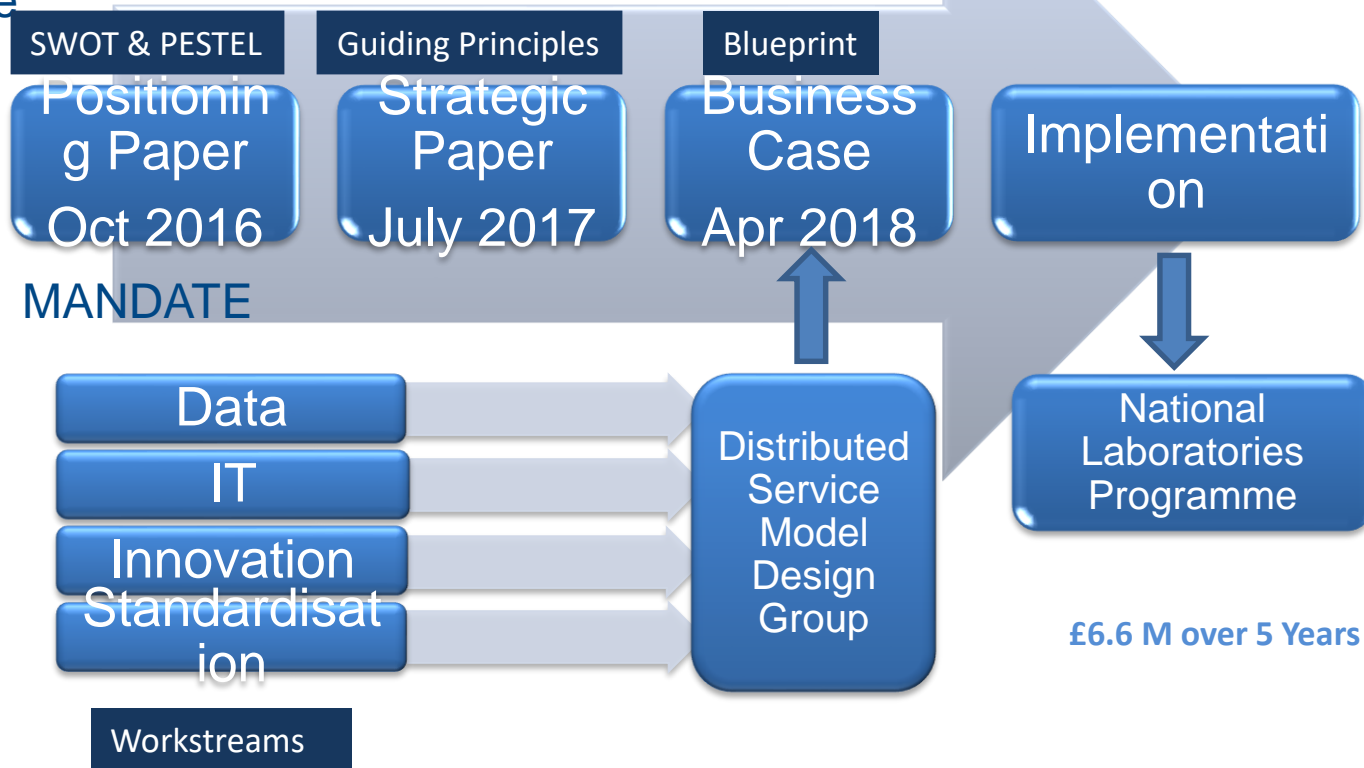 e
SWOT & PESTEL
Guiding Principles
Blueprint
Positionin
g Paper
Oct 2016
Strategic
Paper
July 2017
Business
Case
Apr 2018
Implementati
on
MANDATE
Data
IT
Innovation
Standardisat
ion
Distributed
Service
Model
Design
Group
National
Laboratories
Programme
£6.6 M over 5 Years
Workstreams